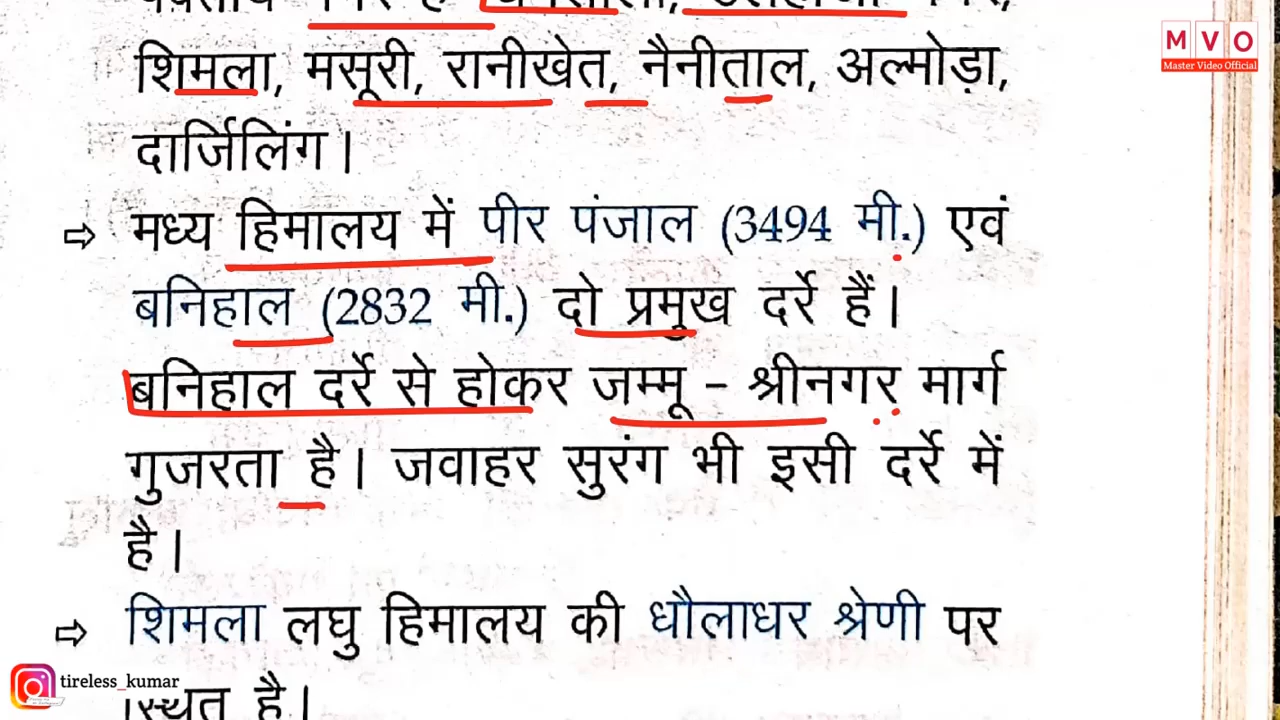 शिमला, मसूरी, रानीखेत, नैनीताल, अल्मोड़ा,
दार्जिलिंग।
⇨ मध्य हिमालय में पीर पंजाल (3494 मी.) एवं
बनिहाल (2832 मी.) दो प्रमुख दर्रे हैं।
बनिहाल दर्रे से होकर जम्मू - श्रीनगर मार्ग
गुजरता है। जवाहर सुरंग भी इसी दर्रे में
है।
⇨ शिमला लघु हिमालय की धौलाधर श्रेणी पर
स्थित है।
MVO
Master Video Official
tireless_kumar